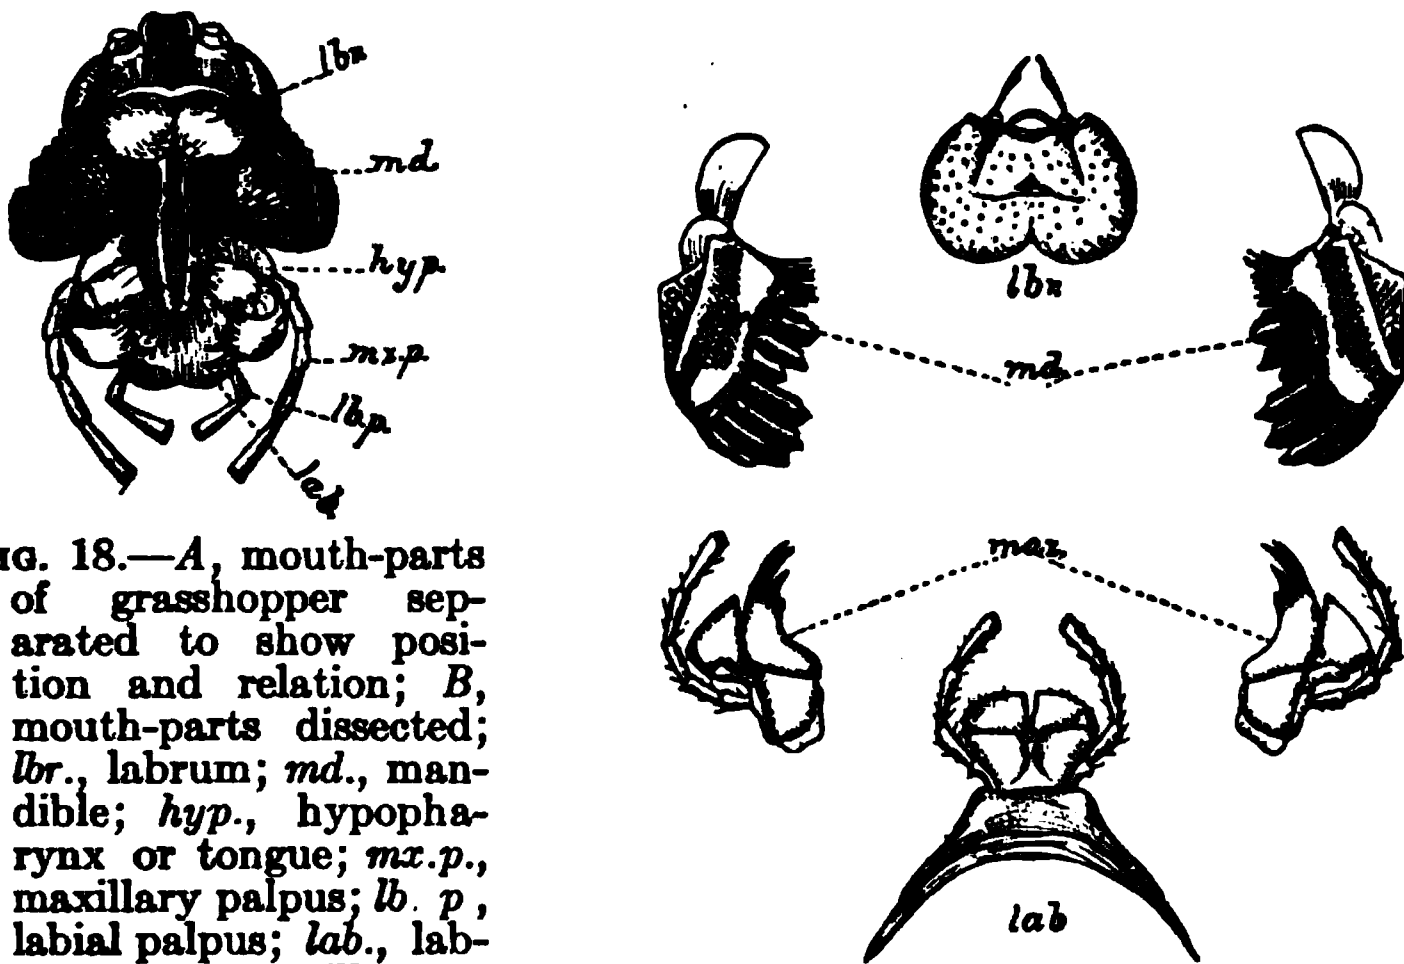 lbr
md.
hyp.
mx.p.
lb.p.
lab
IG. 18.—A, mouth-parts
of grasshopper sep-
arated to show posi-
tion and relation; B,
mouth-parts dissected;
lbr., labrum; md., man-
dible; hyp., hypopha-
rynx or tongue; mx.p.,
maxillary palpus; lb. p ,
labial palpus; lab., lab-
lbr
md.
max.
lab